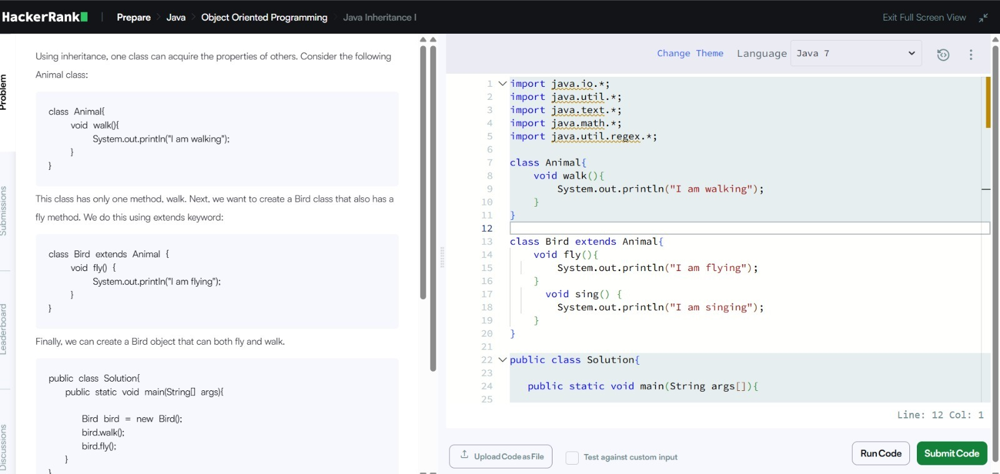 HackerRank | Prepare > Java > Object Oriented Programming > Java Inheritance I Exit Full Screen View
Problem
Submissions
Leaderboard
Discussions
Using inheritance, one class can acquire the properties of others. Consider the following
Animal class:
class Animal{
void walk(){
System.out.println("I am walking");
}
}
This class has only one method, walk. Next, we want to create a Bird class that also has a
fly method. We do this using extends keyword:
class Bird extends Animal {
void fly() {
System.out.println("I am flying");
}
}
Finally, we can create a Bird object that can both fly and walk.
public class Solution{
public static void main(String[] args){
Bird bird = new Bird();
bird.walk();
bird.fly();
}
}
Change Theme Language Java 7
1 import java.io.*;
2 import java.util.*;
3 import java.text.*;
4 import java.math.*;
5 import java.util.regex.*;
6
7 class Animal{
8 void walk(){
9 System.out.println("I am walking");
10 }
11 }
12
13 class Bird extends Animal{
14 void fly(){
15 System.out.println("I am flying");
16 }
17 void sing() {
18 System.out.println("I am singing");
19 }
20 }
21
22 public class Solution{
23
24 public static void main(String args[]){
25
Line: 12 Col: 1
Upload Code as File Test against custom input Run Code Submit Code